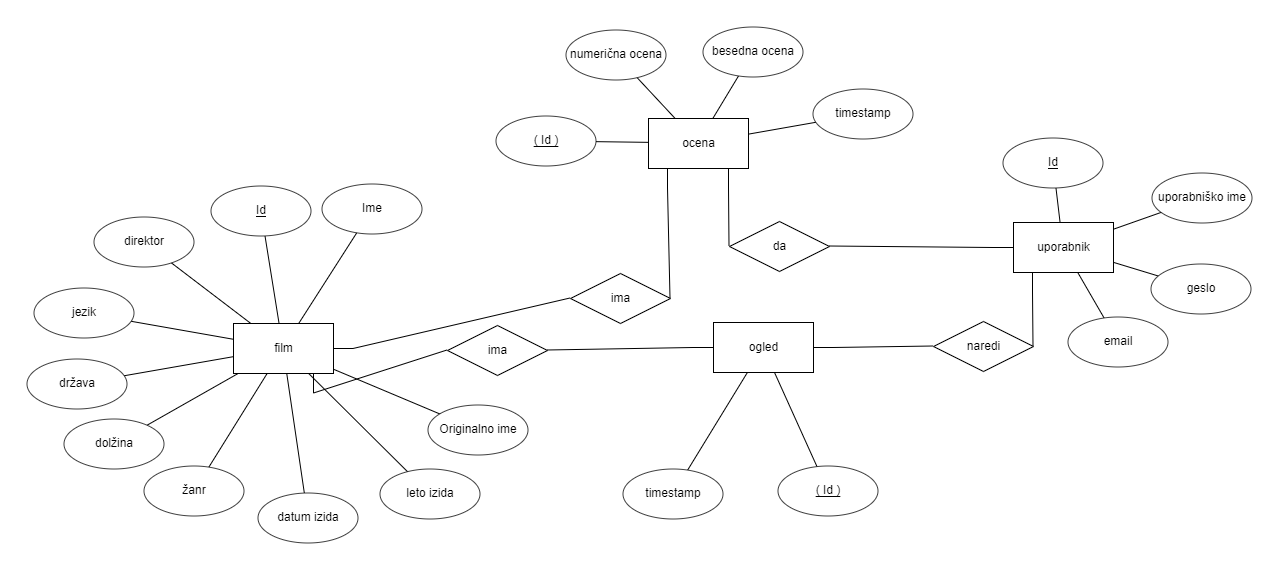 numerična ocena
besedna ocena
timestamp
( Id )
ocena
Id
uporabniško ime
uporabnik
geslo
email
da
naredi
Id
Ime
direktor
jezik
film
država
dolžina
žanr
datum izida
leto izida
Originalno ime
ima
ima
ogled
timestamp
( Id )